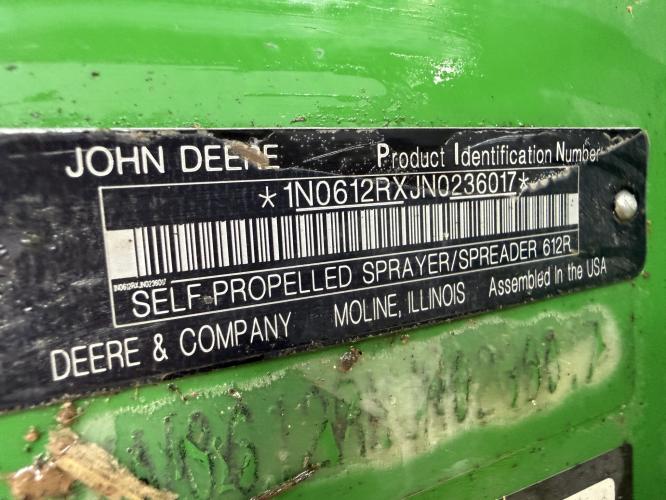 JOHN DEERE Product Identification Number
*1N0612RXJN0236017*
1N0612RXJN0236017
SELF-PROPELLED SPRAYER/SPREADER 612R
DEERE & COMPANY MOLINE, ILLINOIS Assembled In the USA